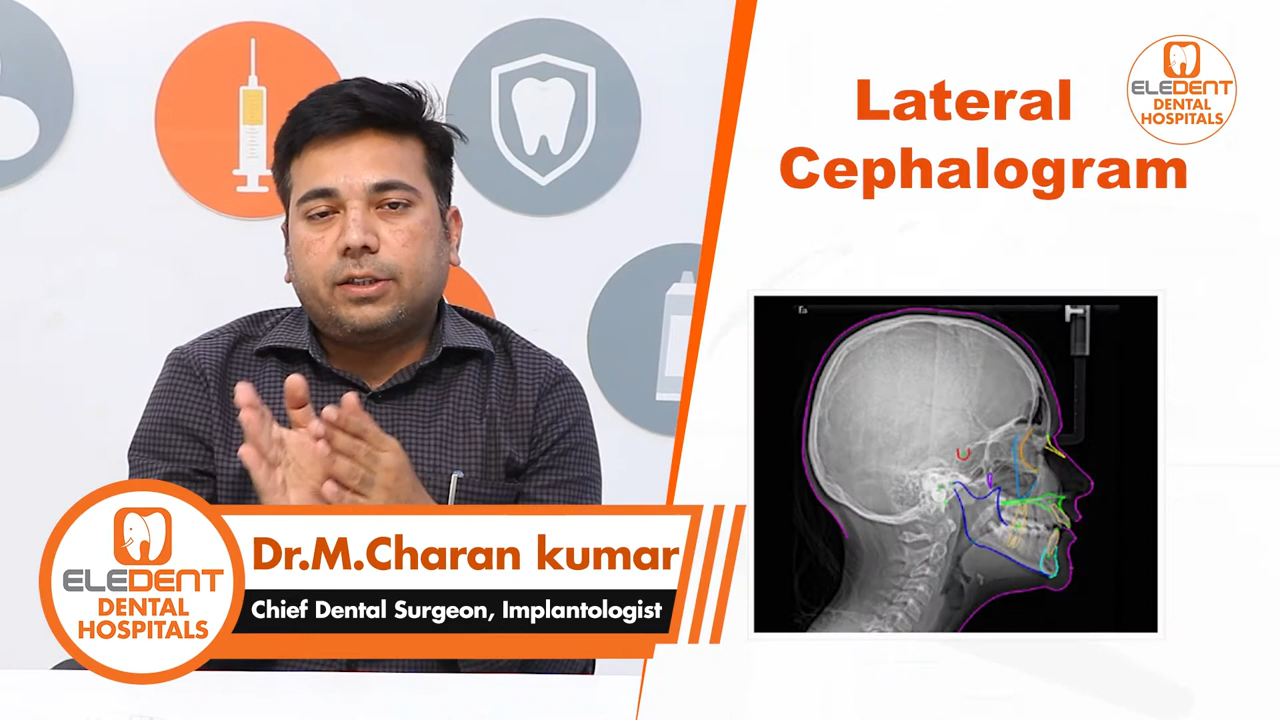 Lateral
Cephalogram
ELEDENT
DENTAL
HOSPITALS
Dr.M.Charan kumar
Chief Dental Surgeon, Implantologist
ELEDENT
DENTAL
HOSPITALS